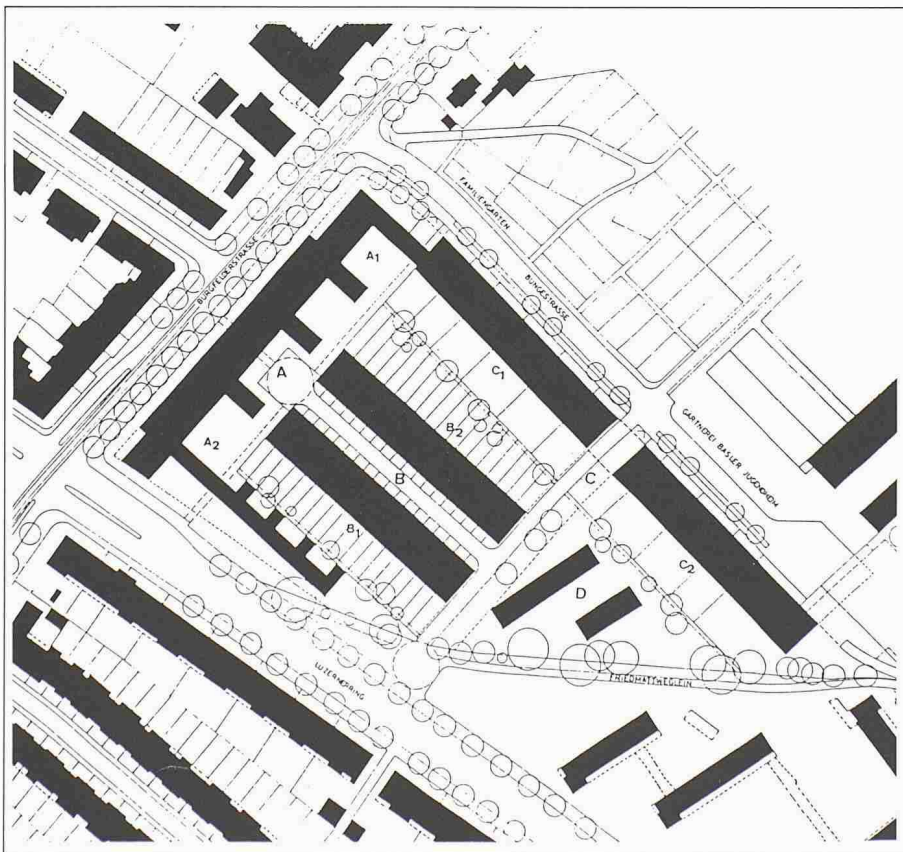 FAMILIENGARTEN
BURGFELDERSTRASSE
BUNGESTRASSE
A1
A
A2
C1
B2
B
B1
C
GÄRTNEREI BASLER JUGENDHEIM
C2
D
LUZERNERRING
FRIEDMATTWEGLEIN